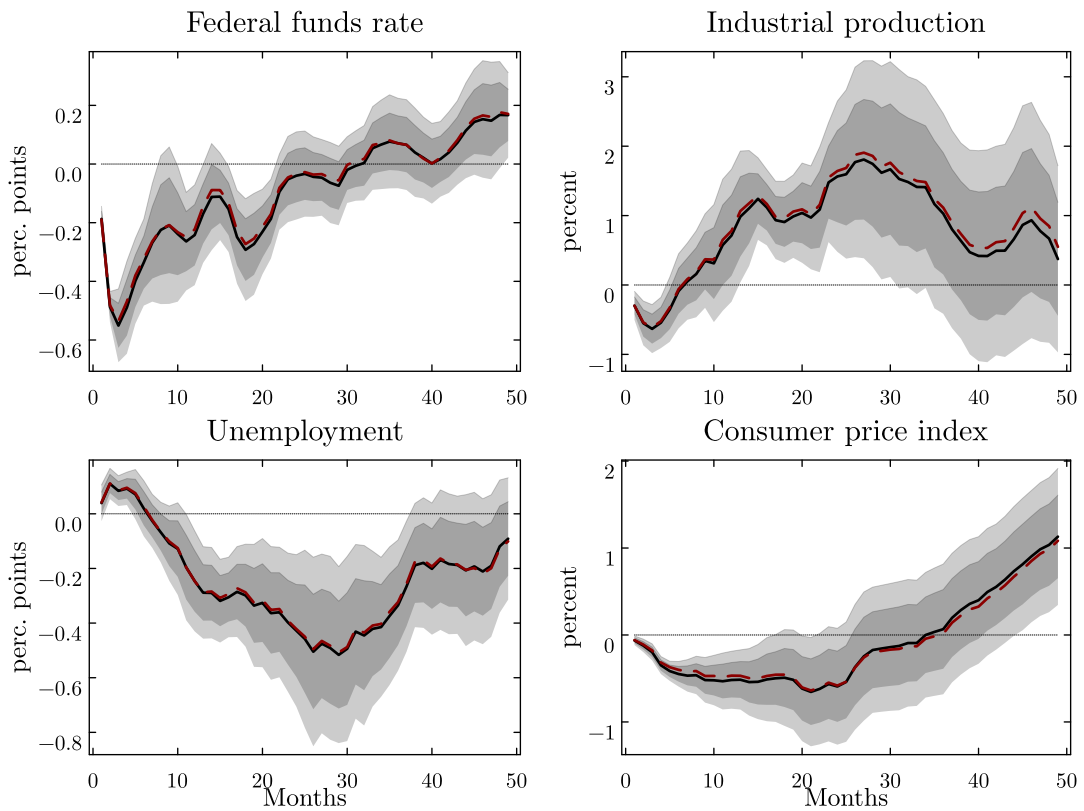 Federal funds rate
perc. points
0.2
0.0
−0.2
−0.4
−0.6
0 10 20 30 40 50
Industrial production
percent
3
2
1
0
−1
0 10 20 30 40 50
Unemployment
perc. points
0.0
−0.2
−0.4
−0.6
−0.8
0 10 20 30 40 50
Months
Consumer price index
percent
2
1
0
−1
0 10 20 30 40 50
Months